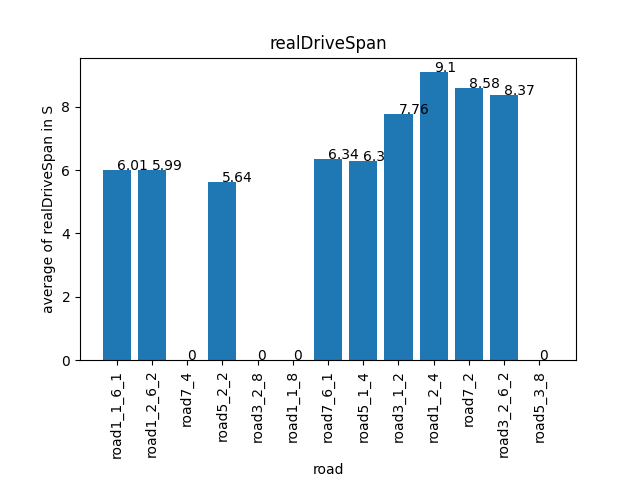 realDriveSpan
average of realDriveSpan in S
8
6
4
2
0
6.01
5.99
0
5.64
0
0
6.34
6.3
7.76
9.1
8.58
8.37
0
road1_1_6_1
road1_2_6_2
road7_4
road5_2_2
road3_2_8
road1_1_8
road7_6_1
road5_1_4
road3_1_2
road1_2_4
road7_2
road3_2_6_2
road5_3_8
road